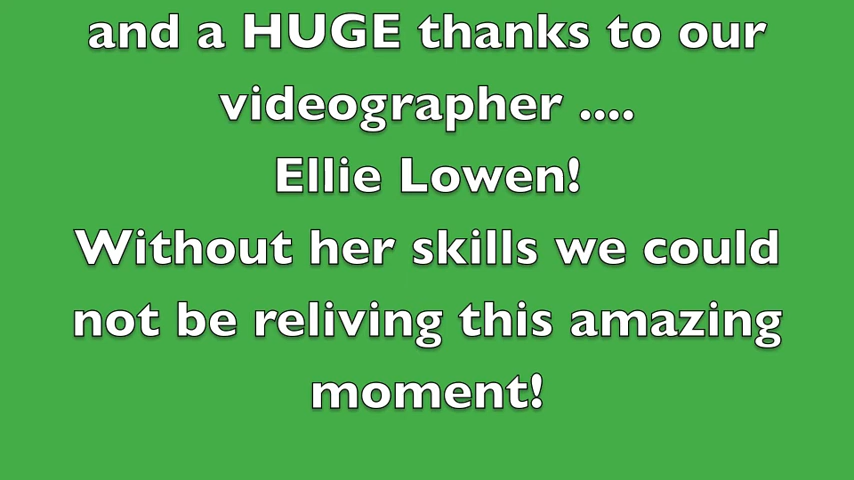 and a HUGE thanks to our
videographer ....
Ellie Lowen!
Without her skills we could
not be reliving this amazing
moment!